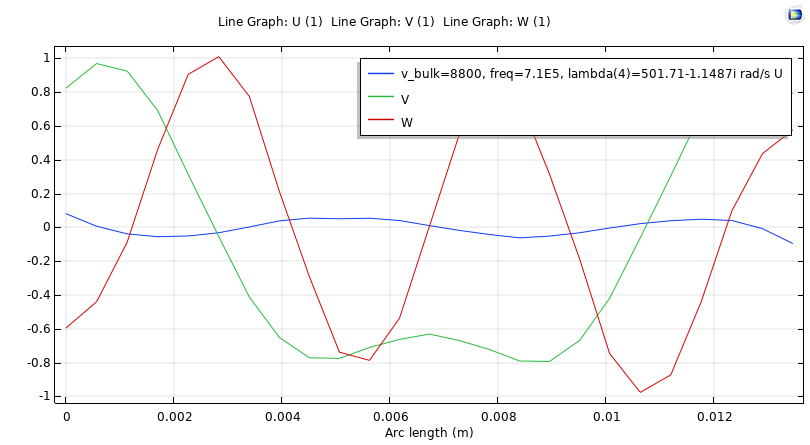 Line Graph: U (1)  Line Graph: V (1)  Line Graph: W (1)
v_bulk=8800, freq=7.1E5, lambda(4)=501.71-1.1487i rad/s U
V
W
1
0.8
0.6
0.4
0.2
0
-0.2
-0.4
-0.6
-0.8
-1
0 0.002 0.004 0.006 0.008 0.01 0.012
Arc length (m)